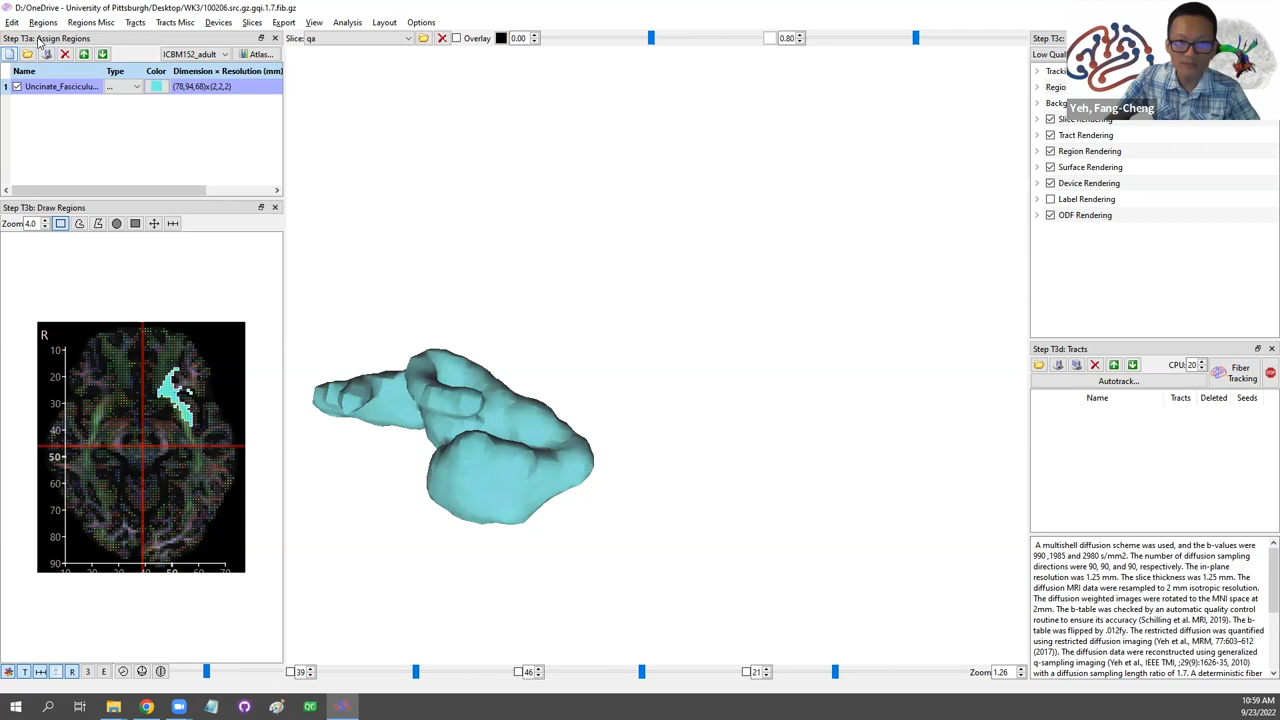 D:/OneDrive - University of Pittsburgh/Desktop/WK3/100206.src.gz.gqi.1.7.fib.gz
Edit Regions Regions Misc Tracts Tracts Misc Devices Slices Export View Analysis Layout Options
Step T3a: Assign Regions
Slice: qa
Overlay 0.00
0.80
Step T3c:
ICBM152_adult
Atlas...
Low Qual
Name Type Color Dimension × Resolution (mm)
1 Uncinate_Fasciculu... ... (78,94,68)x(2,2,2)
Tracki
Regio
Backg
Yeh, Fang-Cheng
Tract Rendering
Region Rendering
Surface Rendering
Device Rendering
Label Rendering
ODF Rendering
Step T3b: Draw Regions
Zoom 4.0
R
10
20
30
40
50
60
70
80
90
10 20 30 40 50 60 70
Step T3d: Tracts
CPU: 20
Fiber
Tracking
STOP
Autotrack...
Name Tracts Deleted Seeds
A multishell diffusion scheme was used, and the b-values were
990 ,1985 and 2980 s/mm2. The number of diffusion sampling
directions were 90, 90, and 90, respectively. The in-plane
resolution was 1.25 mm. The slice thickness was 1.25 mm. The
diffusion MRI data were resampled to 2 mm isotropic resolution.
The diffusion weighted images were rotated to the MNI space at
2mm. The b-table was checked by an automatic quality control
routine to ensure its accuracy (Schilling et al. MRI, 2019). The b-
table was flipped by .012fy. The restricted diffusion was quantified
using restricted diffusion imaging (Yeh et al., MRM, 77:603–612
(2017)). The diffusion data were reconstructed using generalized
q-sampling imaging (Yeh et al., IEEE TMI, ;29(9):1626-35, 2010)
with a diffusion sampling length ratio of 1.7. A deterministic fiber
T R 3 E
39
46
21
Zoom 1.26
QC
10:59 AM
9/23/2022